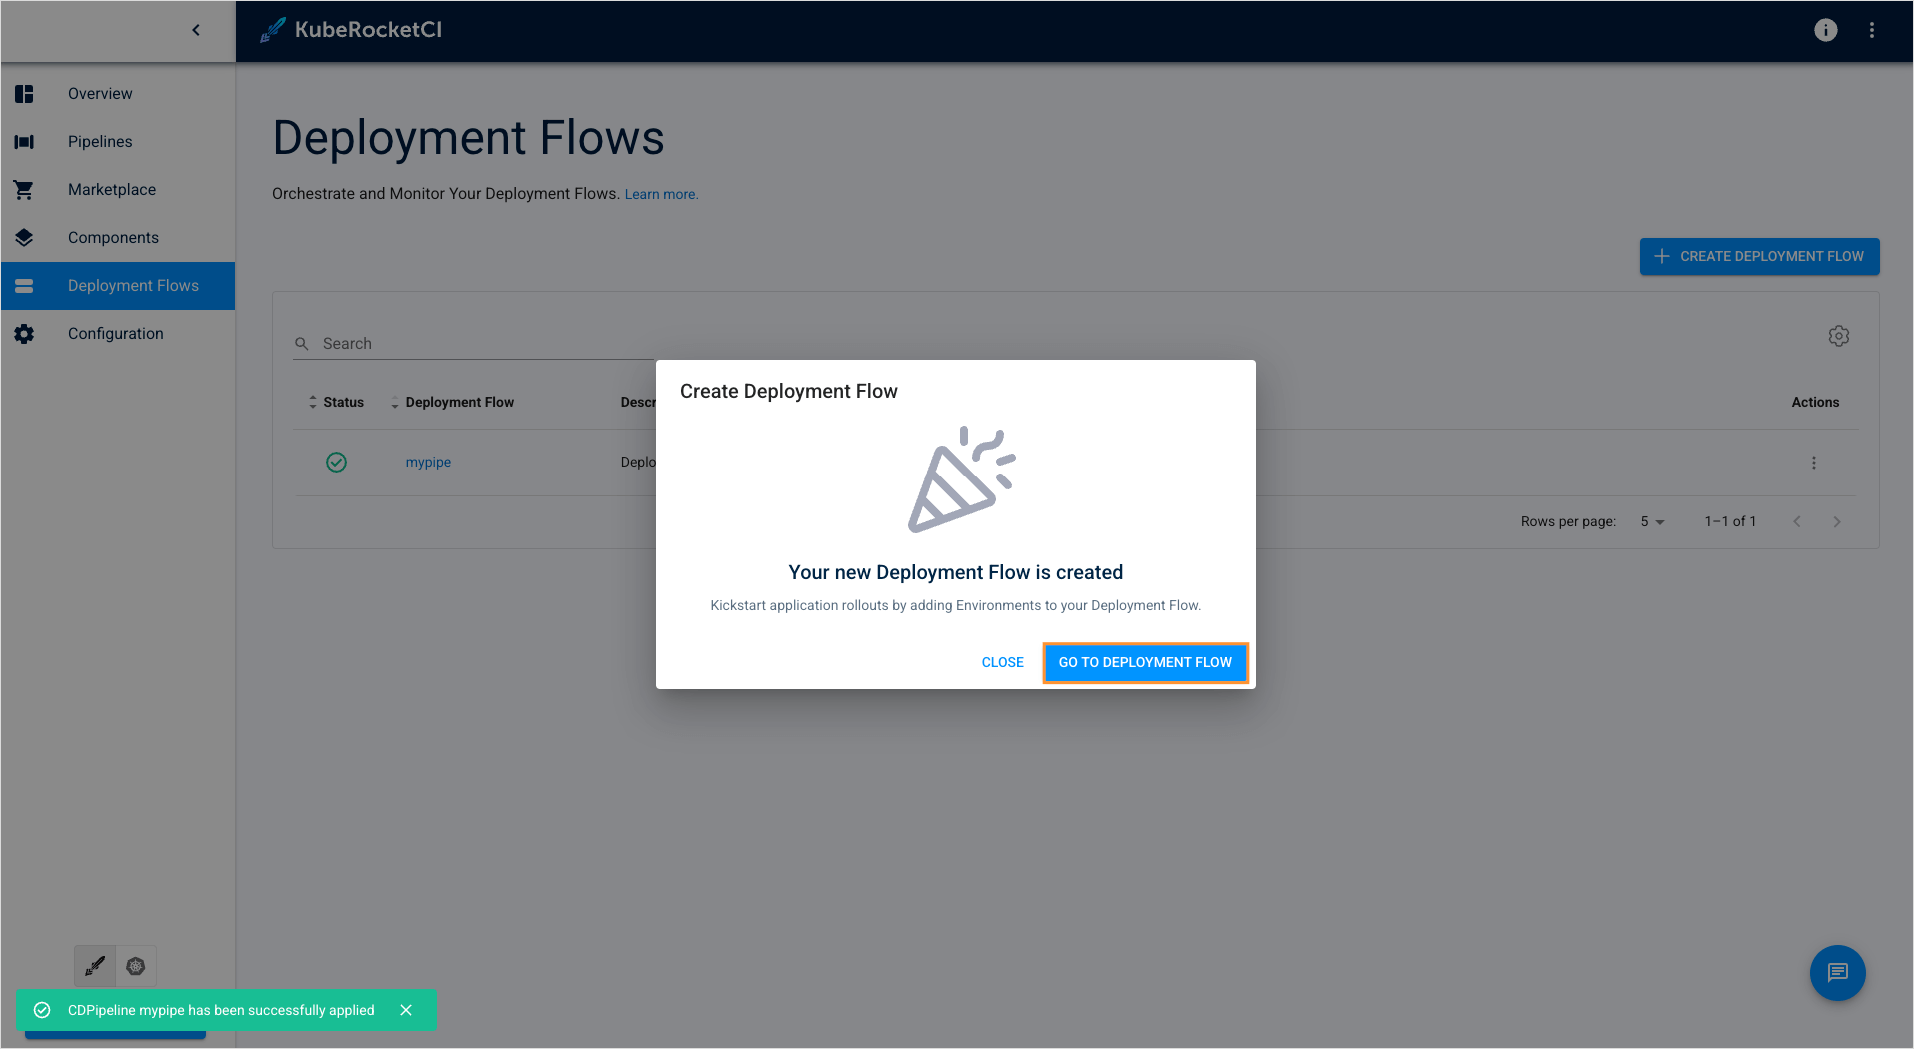 KubeRocketCI
Overview
Pipelines
Marketplace
Components
Deployment Flows
Configuration
Deployment Flows
Orchestrate and Monitor Your Deployment Flows. Learn more.
CREATE DEPLOYMENT FLOW
Search
Status Deployment Flow Descr Actions
mypipe Deplo
Rows per page: 5 1–1 of 1
Create Deployment Flow
Your new Deployment Flow is created
Kickstart application rollouts by adding Environments to your Deployment Flow.
CLOSE GO TO DEPLOYMENT FLOW
CDPipeline mypipe has been successfully applied